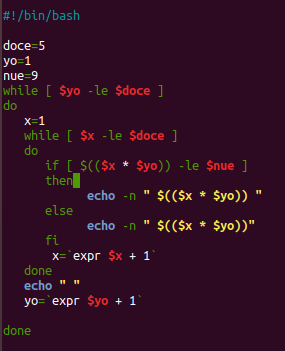 #!/bin/bash
doce=5
yo=1
nue=9
while [ $yo -le $doce ]
do
x=1
while [ $x -le $doce ]
do
if [ $(($x * $yo)) -le $nue ]
then
echo -n " $(($x * $yo)) "
else
echo -n " $(($x * $yo))"
fi
x=`expr $x + 1`
done
echo " "
yo=`expr $yo + 1`
done